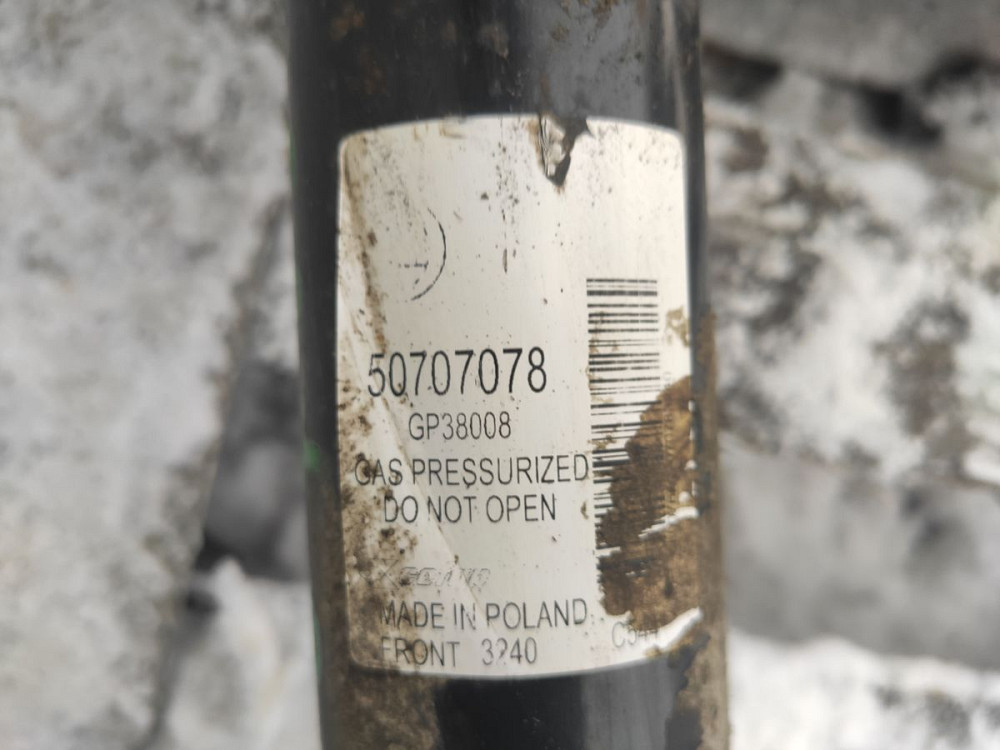 50707078
GP38008
GAS PRESSURIZED
DO NOT OPEN
MADE IN POLAND
FRONT 3240